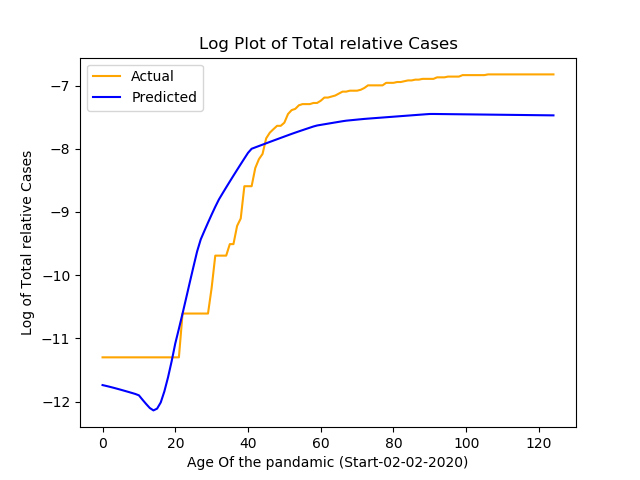 Log Plot of Total relative Cases
Actual
Predicted
Log of Total relative Cases
−7
−8
−9
−10
−11
−12
0 20 40 60 80 100 120
Age Of the pandamic (Start-02-02-2020)